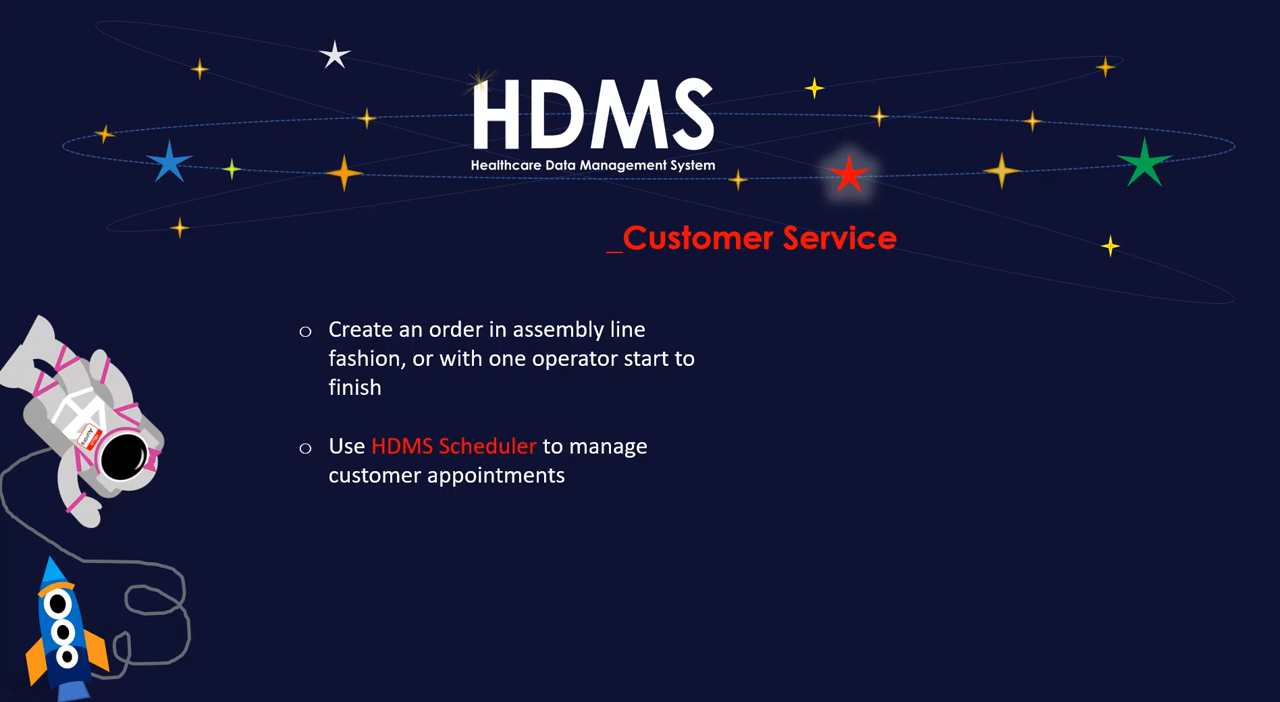 HDMS
Healthcare Data Management System
_Customer Service
o Create an order in assembly line
fashion, or with one operator start to
finish
o Use HDMS Scheduler to manage
customer appointments